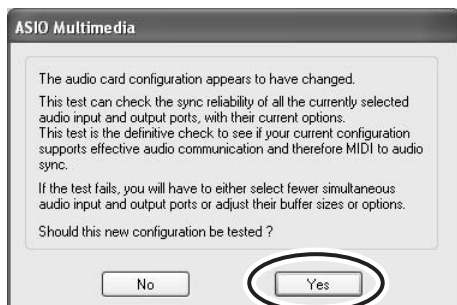 ASIO Multimedia
The audio card configuration appears to have changed.
This test can check the sync reliability of all the currently selected
audio input and output ports, with their current options.
This test is the definitive check to see if your current configuration
supports effective audio communication and therefore MIDI to audio
sync.
If the test fails, you will have to either select fewer simultaneous
audio input and output ports or adjust their buffer sizes or options.
Should this new configuration be tested ?
No
Yes